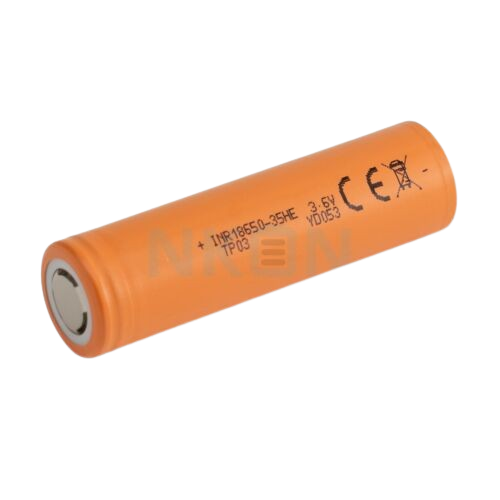 + INR18650-35HE 3.6V CE -
TP03 YD053
NKON